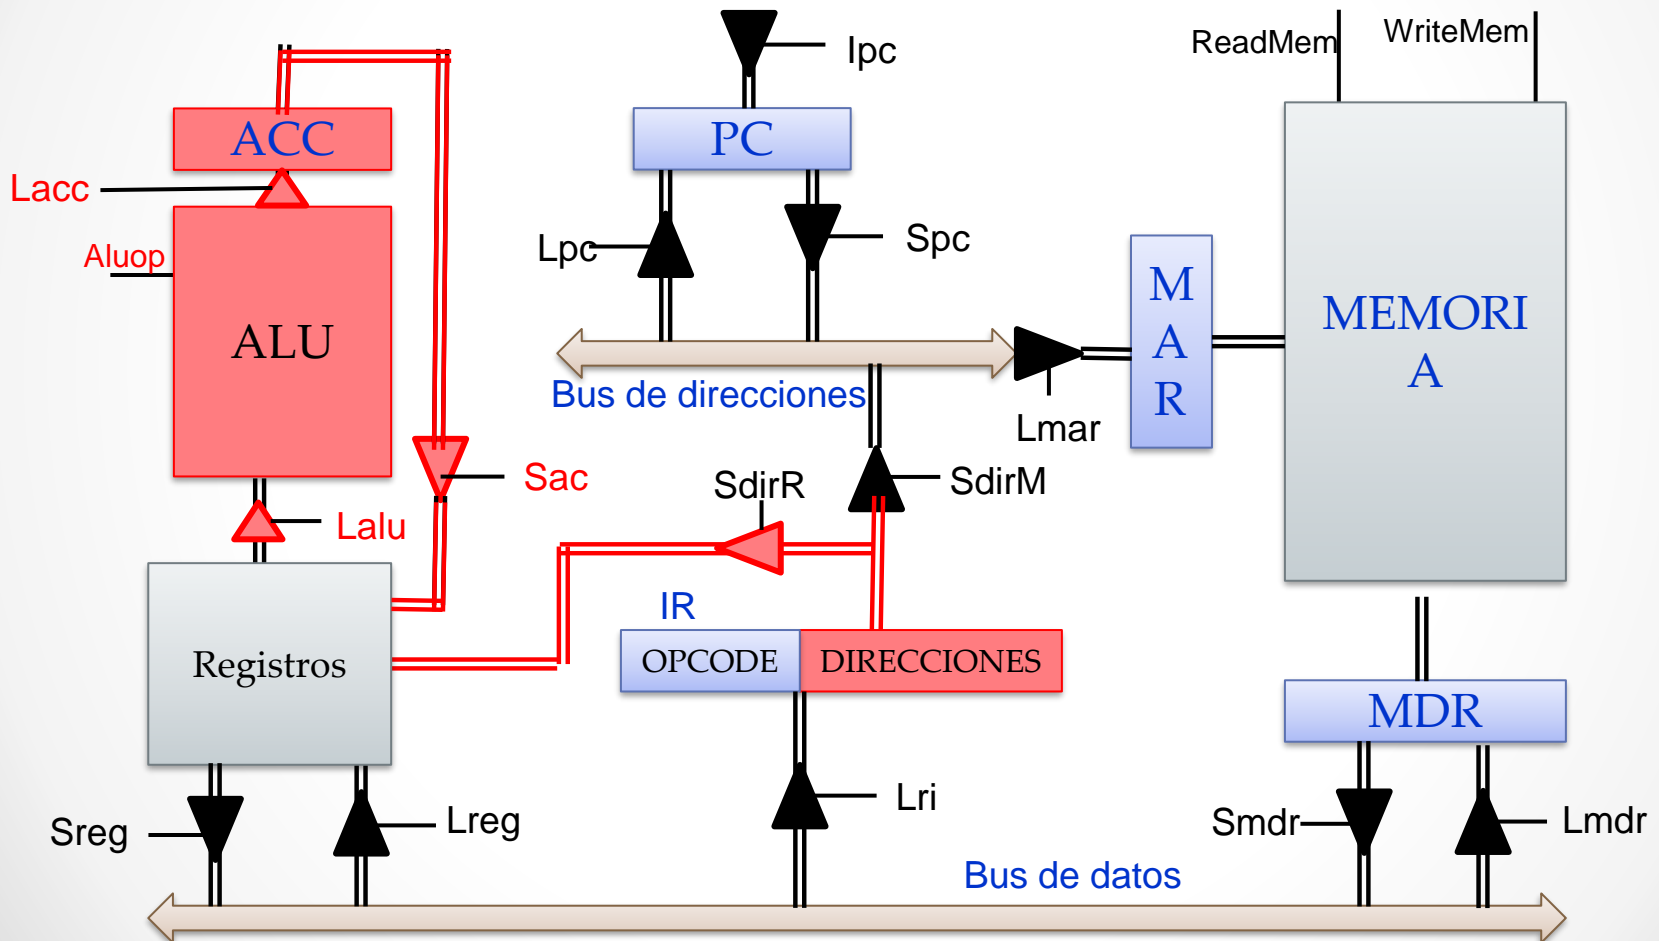 ReadMem
WriteMem
Ipc
ACC
PC
Lacc
Aluop
Lpc
Spc
ALU
M
A
R
MEMORI
A
Bus de direcciones
Lmar
Sac
SdirR
SdirM
Lalu
IR
Registros
OPCODE
DIRECCIONES
MDR
Sreg
Lreg
Lri
Smdr
Lmdr
Bus de datos